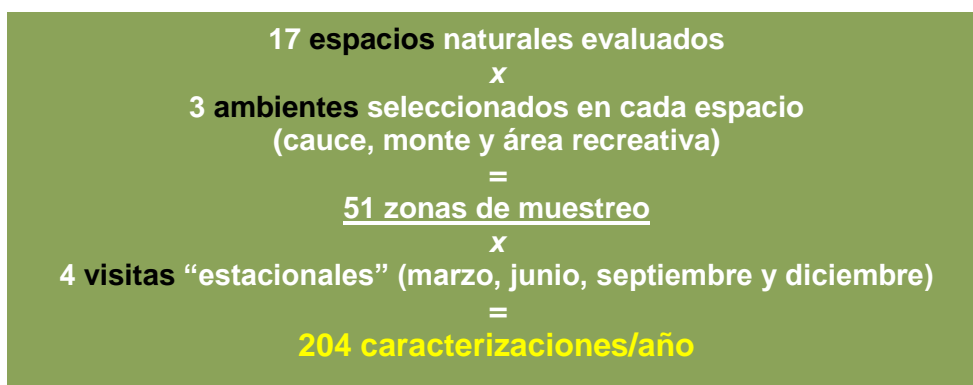 17 espacios naturales evaluados
x
3 ambientes seleccionados en cada espacio
(cauce, monte y área recreativa)
=
51 zonas de muestreo
x
4 visitas “estacionales” (marzo, junio, septiembre y diciembre)
=
204 caracterizaciones/año